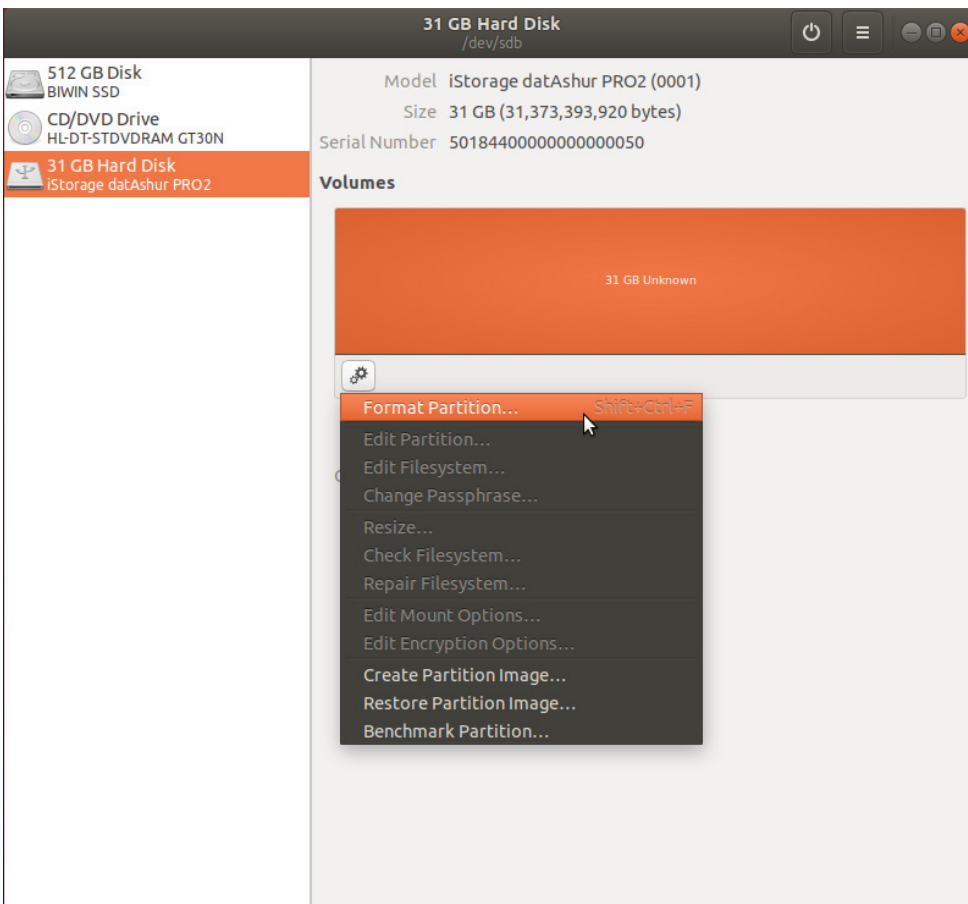 31 GB Hard Disk
/dev/sdb
512 GB Disk
BIWIN SSD
CD/DVD Drive
HL-DT-STDVDRAM GT30N
31 GB Hard Disk
iStorage datAshur PRO2
Model iStorage datAshur PRO2 (0001)
Size 31 GB (31,373,393,920 bytes)
Serial Number 50184400000000000050
Volumes
31 GB Unknown
Format Partition... Shift+Ctrl+F
Edit Partition...
Edit Filesystem...
Change Passphrase...
Resize...
Check Filesystem...
Repair Filesystem...
Edit Mount Options...
Edit Encryption Options...
Create Partition Image...
Restore Partition Image...
Benchmark Partition...